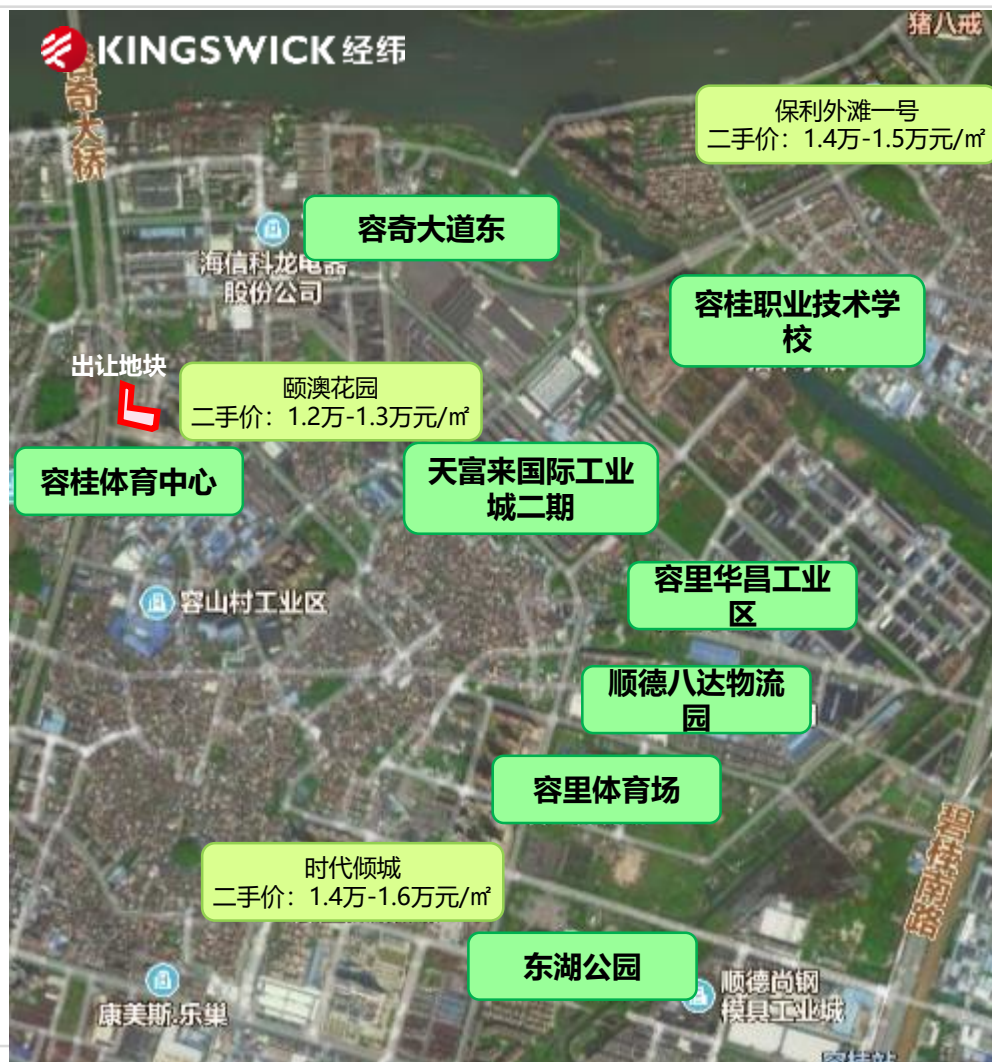 猪八戒
KINGSWICK 经纬
奇大桥
保利外滩一号
二手价：1.4万-1.5万元/㎡
容奇大道东
海信科龙电器
股份公司
容桂职业技术学
校
出让地块
颐澳花园
二手价：1.2万-1.3万元/㎡
容桂体育中心
天富来国际工业
城二期
容里华昌工业
区
容山村工业区
顺德八达物流
园
容里体育场
碧桂南路
时代倾城
二手价：1.4万-1.6万元/㎡
东湖公园
顺德尚钢
模具工业城
康美斯.乐巢